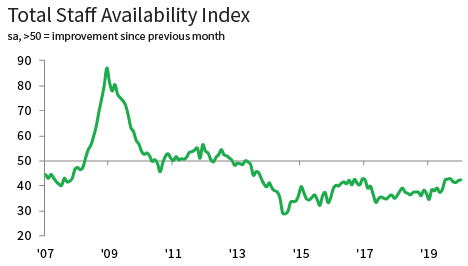 Total Staff Availability Index
sa, >50 = improvement since previous month
90
80
70
60
50
40
30
20
'07 '09 '11 '13 '15 '17 '19